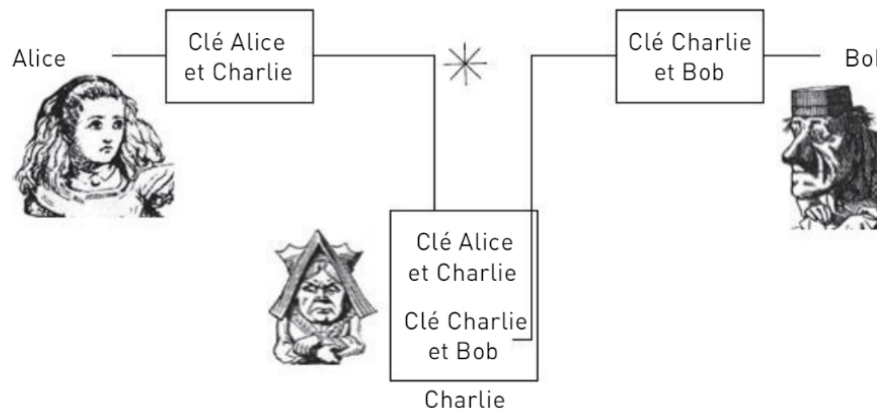 Alice
Clé Alice
et Charlie
Clé Charlie
et Bob
Bob
Clé Alice
et Charlie
Clé Charlie
et Bob
Charlie